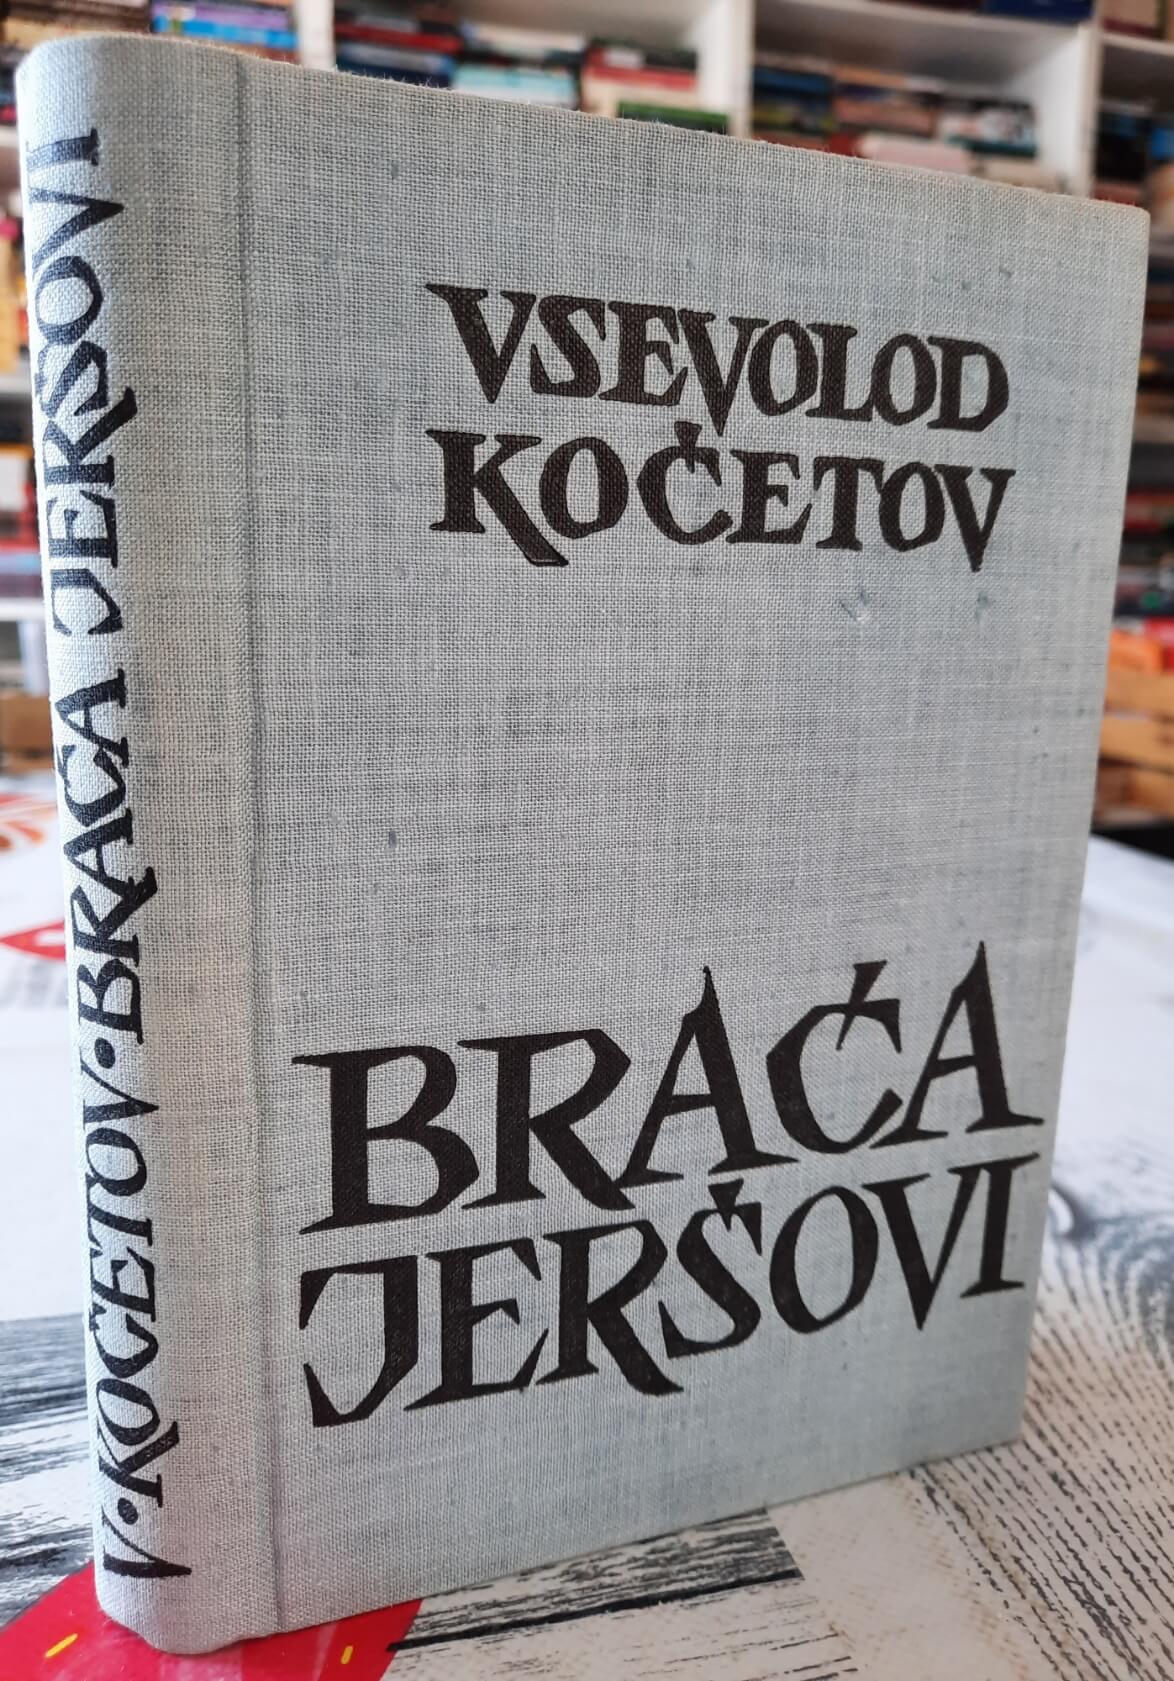 VSEVOLOD
KOČETOV
BRAĆA
JERŠOVI
V. KOČETOV • BRAĆA JERŠOVI